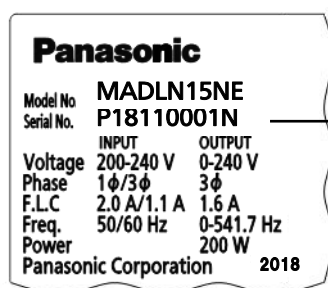 Panasonic
Model No. MADLN15NE
Serial No. P18110001N
INPUT OUTPUT
Voltage 200-240 V 0-240 V
Phase 1ϕ/3ϕ 3ϕ
F.L.C 2.0 A/1.1 A 1.6 A
Freq. 50/60 Hz 0-541.7 Hz
Power 200 W
Panasonic Corporation 2018